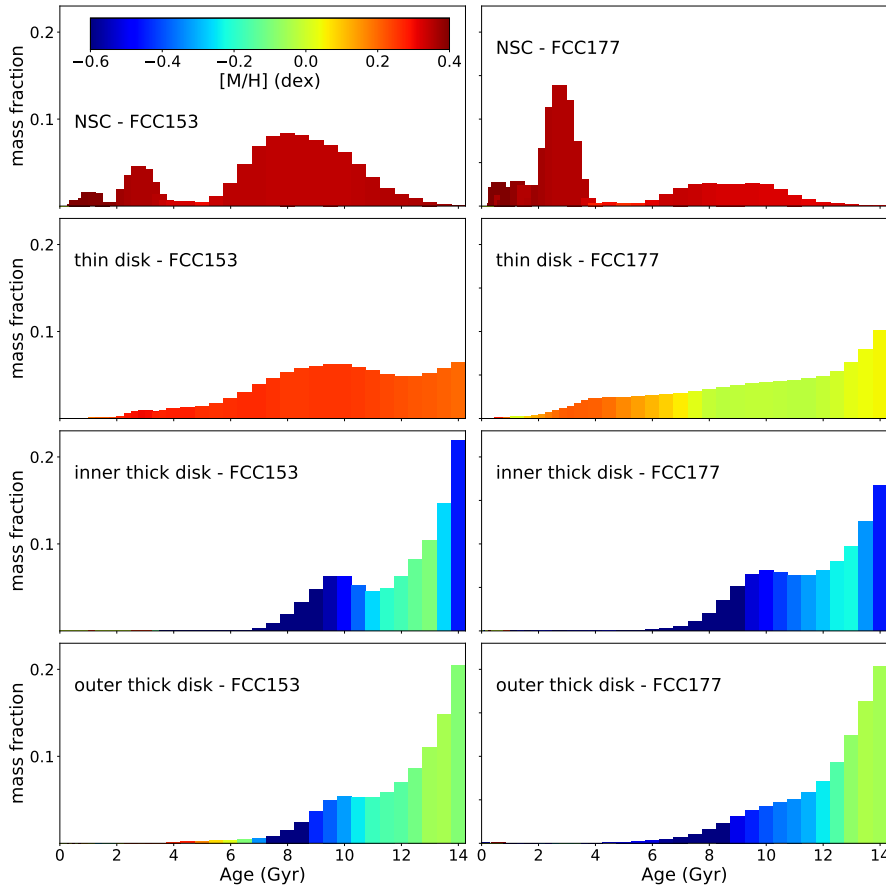 0.2
0.1
mass fraction
−0.6 −0.4 −0.2 0.0 0.2 0.4
[M/H] (dex)
NSC - FCC153
NSC - FCC177
0.2
0.1
mass fraction
thin disk - FCC153
thin disk - FCC177
0.2
0.1
mass fraction
inner thick disk - FCC153
inner thick disk - FCC177
0.2
0.1
mass fraction
outer thick disk - FCC153
outer thick disk - FCC177
0 2 4 6 8 10 12 14
0 2 4 6 8 10 12 14
Age (Gyr)
Age (Gyr)